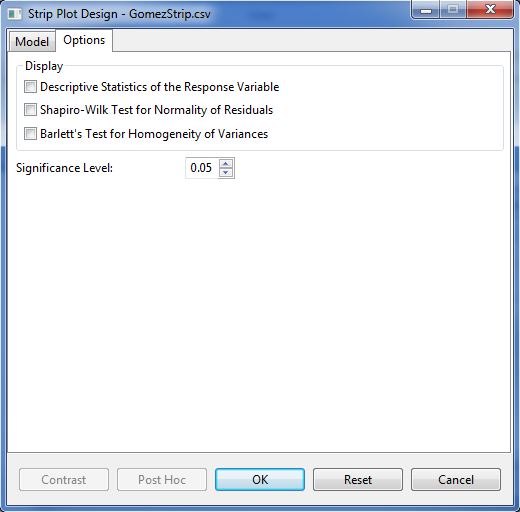 Strip Plot Design - GomezStrip.csv
Model Options
Display
Descriptive Statistics of the Response Variable
Shapiro-Wilk Test for Normality of Residuals
Barlett's Test for Homogeneity of Variances
Significance Level: 0.05
Contrast Post Hoc OK Reset Cancel